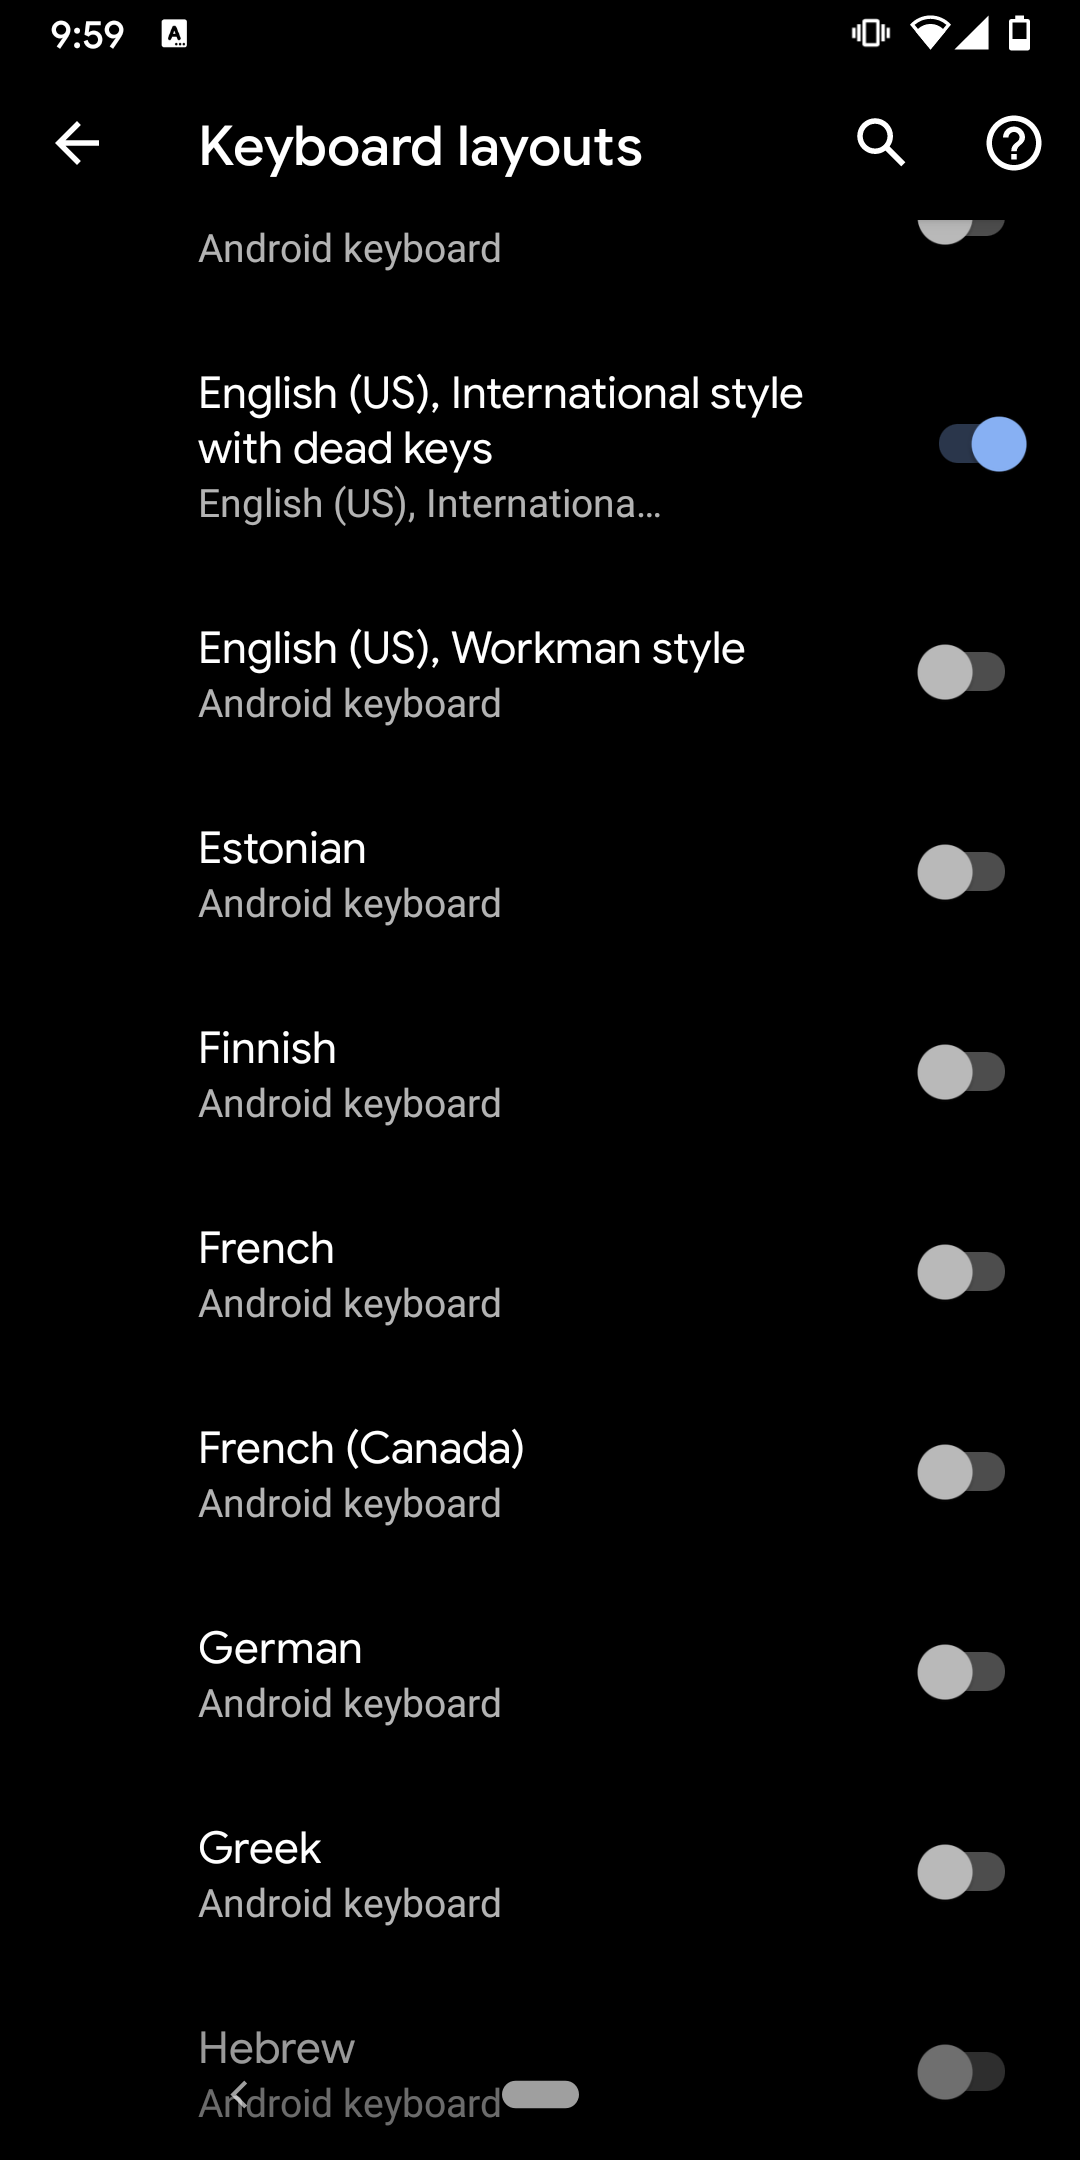 9:59
Keyboard layouts
Android keyboard
English (US), International style
with dead keys
English (US), Internationa...
English (US), Workman style
Android keyboard
Estonian
Android keyboard
Finnish
Android keyboard
French
Android keyboard
French (Canada)
Android keyboard
German
Android keyboard
Greek
Android keyboard
Hebrew
Android keyboard